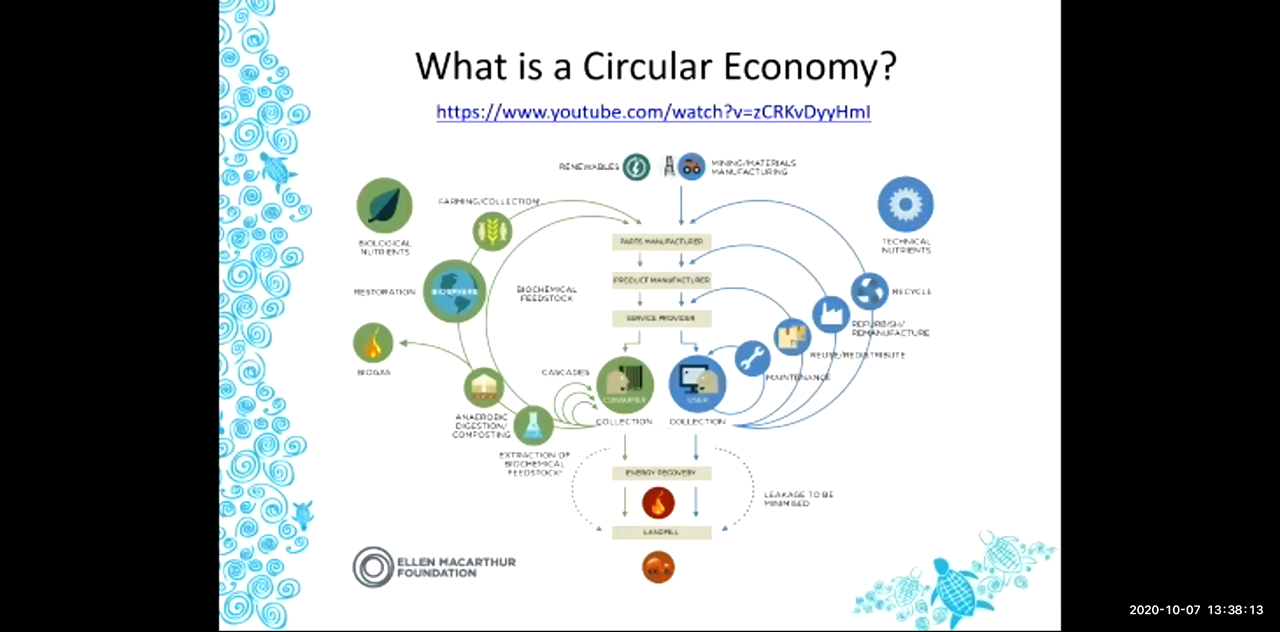 What is a Circular Economy?
https://www.youtube.com/watch?v=zCRKvDyyHmI
RENEWABLES
MINING/MATERIALS
MANUFACTURING
FARMING/COLLECTION¹
BIOLOGICAL
NUTRIENTS
TECHNICAL
NUTRIENTS
PARTS MANUFACTURER
PRODUCT MANUFACTURER
SERVICE PROVIDER
RESTORATION
BIOSPHERE
BIOCHEMICAL
FEEDSTOCK
RECYCLE
REFURBISH/
REMANUFACTURE
REUSE/REDISTRIBUTE
MAINTENANCE
BIOGAS
CASCADES
CONSUMER
USER
COLLECTION
COLLECTION
ANAEROBIC
DIGESTION/
COMPOSTING
EXTRACTION OF
BIOCHEMICAL
FEEDSTOCK²
ENERGY RECOVERY
LEAKAGE TO BE
MINIMISED
LANDFILL
ELLEN MACARTHUR
FOUNDATION
2020-10-07 13:38:13